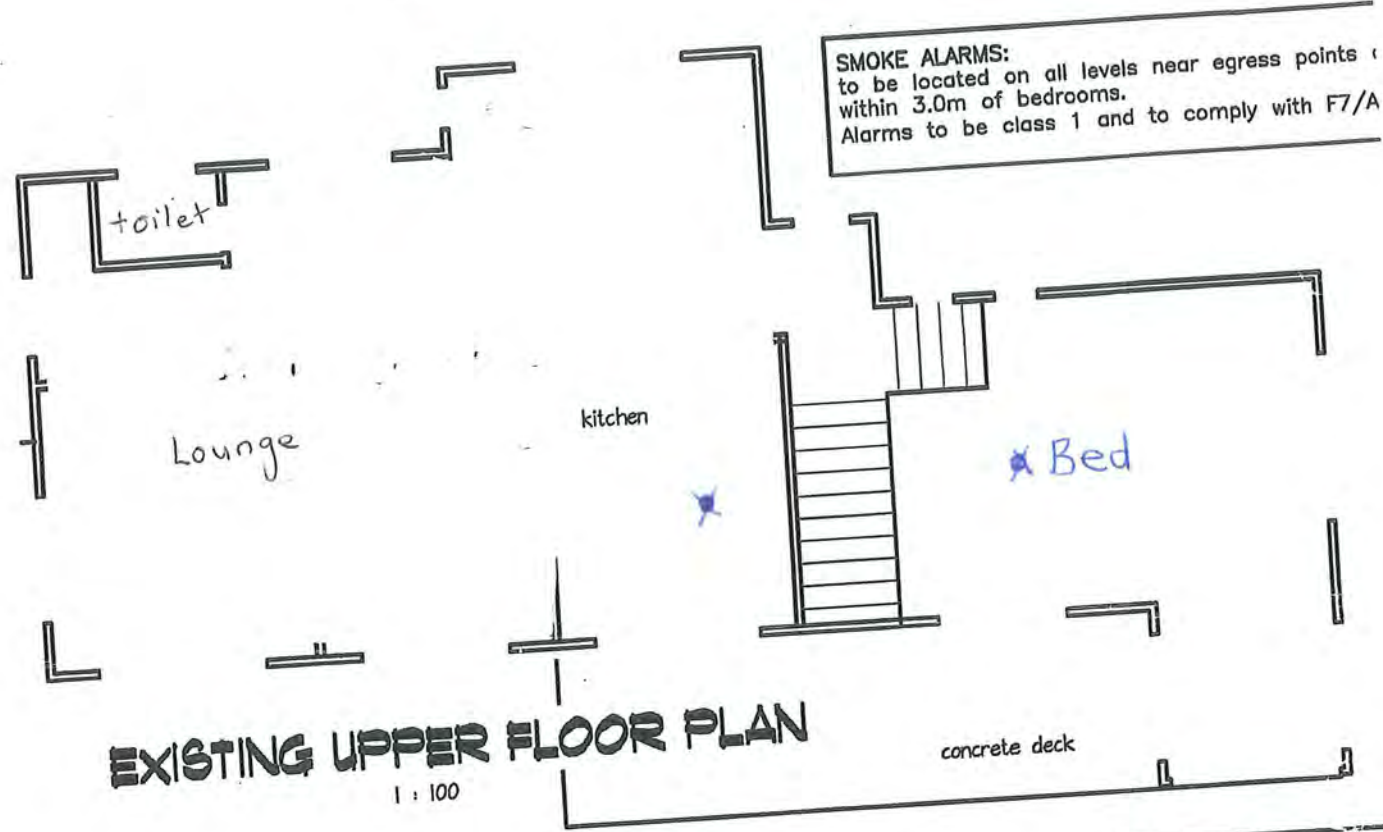 SMOKE ALARMS:
to be located on all levels near egress points
within 3.0m of bedrooms.
Alarms to be class 1 and to comply with F7/A
toilet
Lounge
kitchen
Bed
EXISTING UPPER FLOOR PLAN
1 : 100
concrete deck